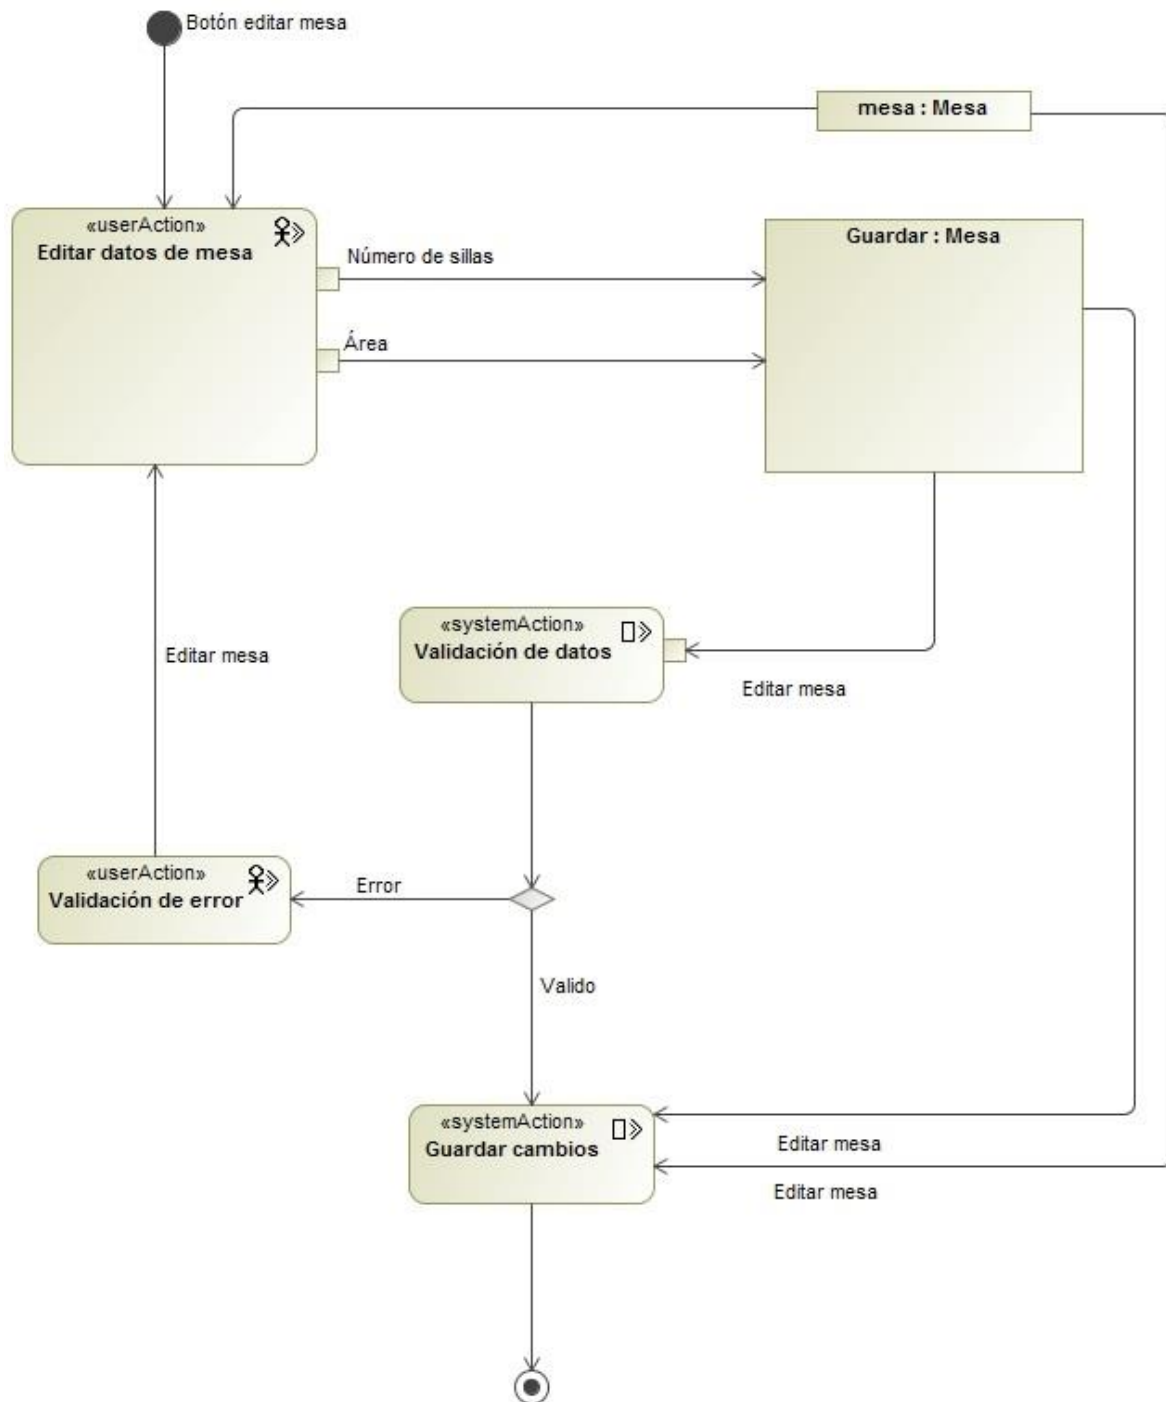 Botón editar mesa
mesa : Mesa
«userAction»
Editar datos de mesa
Número de sillas
Área
Guardar : Mesa
«systemAction»
Validación de datos
Editar mesa
Editar mesa
«userAction»
Validación de error
Error
Valido
«systemAction»
Guardar cambios
Editar mesa
Editar mesa